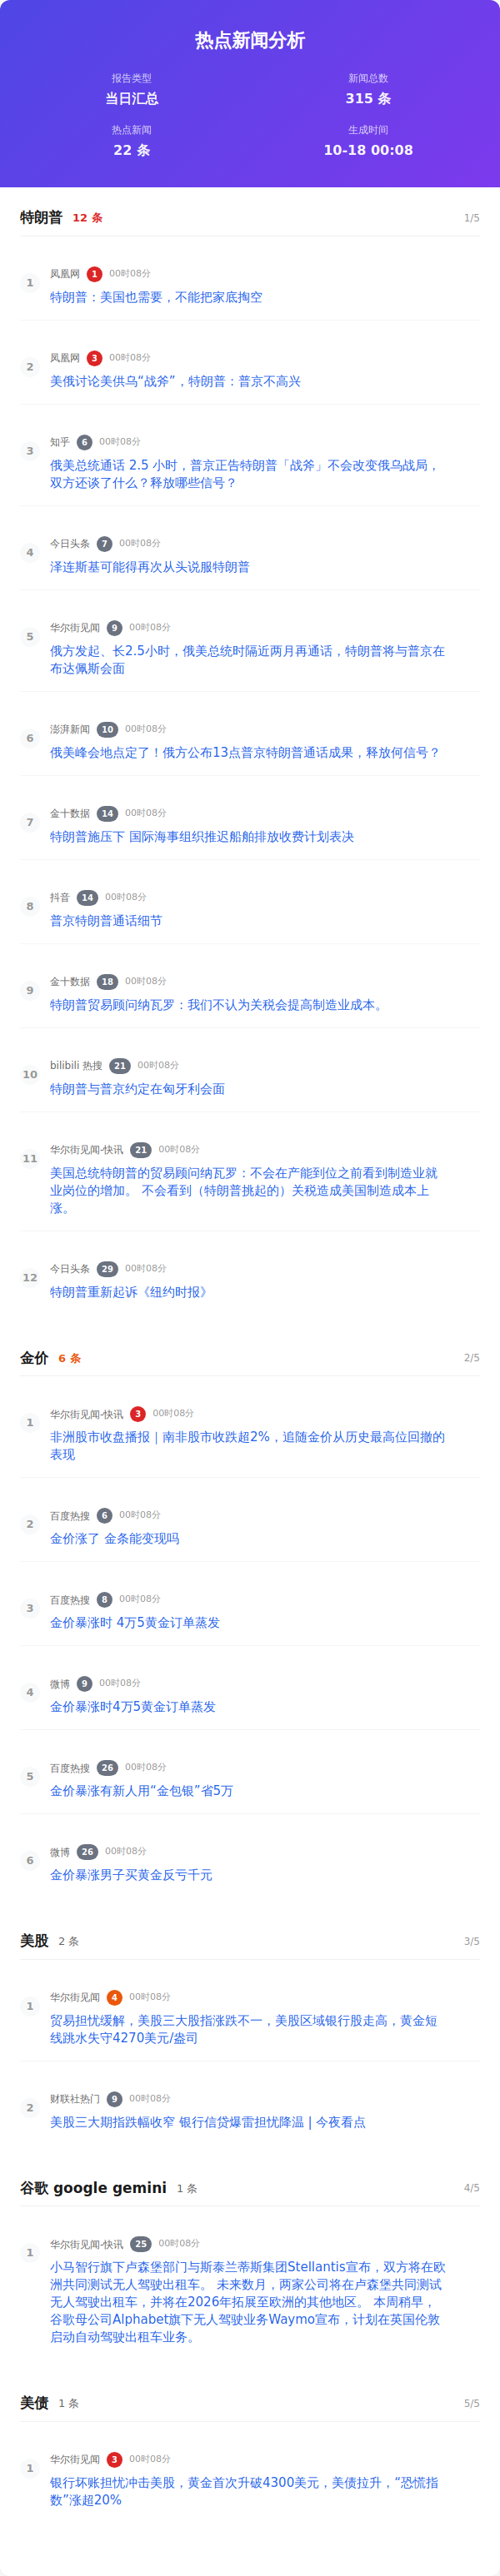 热点新闻分析
报告类型
当日汇总
新闻总数
315 条
热点新闻
22 条
生成时间
10-18 00:08
特朗普 12 条 1/5
1
凤凰网 1 00时08分
特朗普：美国也需要，不能把家底掏空
2
凤凰网 3 00时08分
美俄讨论美供乌“战斧”，特朗普：普京不高兴
3
知乎 6 00时08分
俄美总统通话 2.5 小时，普京正告特朗普「战斧」不会改变俄乌战局，
双方还谈了什么？释放哪些信号？
4
今日头条 7 00时08分
泽连斯基可能得再次从头说服特朗普
5
华尔街见闻 9 00时08分
俄方发起、长2.5小时，俄美总统时隔近两月再通话，特朗普将与普京在
布达佩斯会面
6
澎湃新闻 10 00时08分
俄美峰会地点定了！俄方公布13点普京特朗普通话成果，释放何信号？
7
金十数据 14 00时08分
特朗普施压下 国际海事组织推迟船舶排放收费计划表决
8
抖音 14 00时08分
普京特朗普通话细节
9
金十数据 18 00时08分
特朗普贸易顾问纳瓦罗：我们不认为关税会提高制造业成本。
10
bilibili 热搜 21 00时08分
特朗普与普京约定在匈牙利会面
11
华尔街见闻-快讯 21 00时08分
美国总统特朗普的贸易顾问纳瓦罗：不会在产能到位之前看到制造业就
业岗位的增加。 不会看到（特朗普挑起的）关税造成美国制造成本上
涨。
12
今日头条 29 00时08分
特朗普重新起诉《纽约时报》
金价 6 条 2/5
1
华尔街见闻-快讯 3 00时08分
非洲股市收盘播报｜南非股市收跌超2%，追随金价从历史最高位回撤的
表现
2
百度热搜 6 00时08分
金价涨了 金条能变现吗
3
百度热搜 8 00时08分
金价暴涨时 4万5黄金订单蒸发
4
微博 9 00时08分
金价暴涨时4万5黄金订单蒸发
5
百度热搜 26 00时08分
金价暴涨有新人用“金包银”省5万
6
微博 26 00时08分
金价暴涨男子买黄金反亏千元
美股 2 条 3/5
1
华尔街见闻 4 00时08分
贸易担忧缓解，美股三大股指涨跌不一，美股区域银行股走高，黄金短
线跳水失守4270美元/盎司
2
财联社热门 9 00时08分
美股三大期指跌幅收窄 银行信贷爆雷担忧降温 | 今夜看点
谷歌 google gemini 1 条 4/5
1
华尔街见闻-快讯 25 00时08分
小马智行旗下卢森堡部门与斯泰兰蒂斯集团Stellantis宣布，双方将在欧
洲共同测试无人驾驶出租车。 未来数月，两家公司将在卢森堡共同测试
无人驾驶出租车，并将在2026年拓展至欧洲的其他地区。 本周稍早，
谷歌母公司Alphabet旗下无人驾驶业务Waymo宣布，计划在英国伦敦
启动自动驾驶出租车业务。
美债 1 条 5/5
1
华尔街见闻 3 00时08分
银行坏账担忧冲击美股，黄金首次升破4300美元，美债拉升，“恐慌指
数”涨超20%